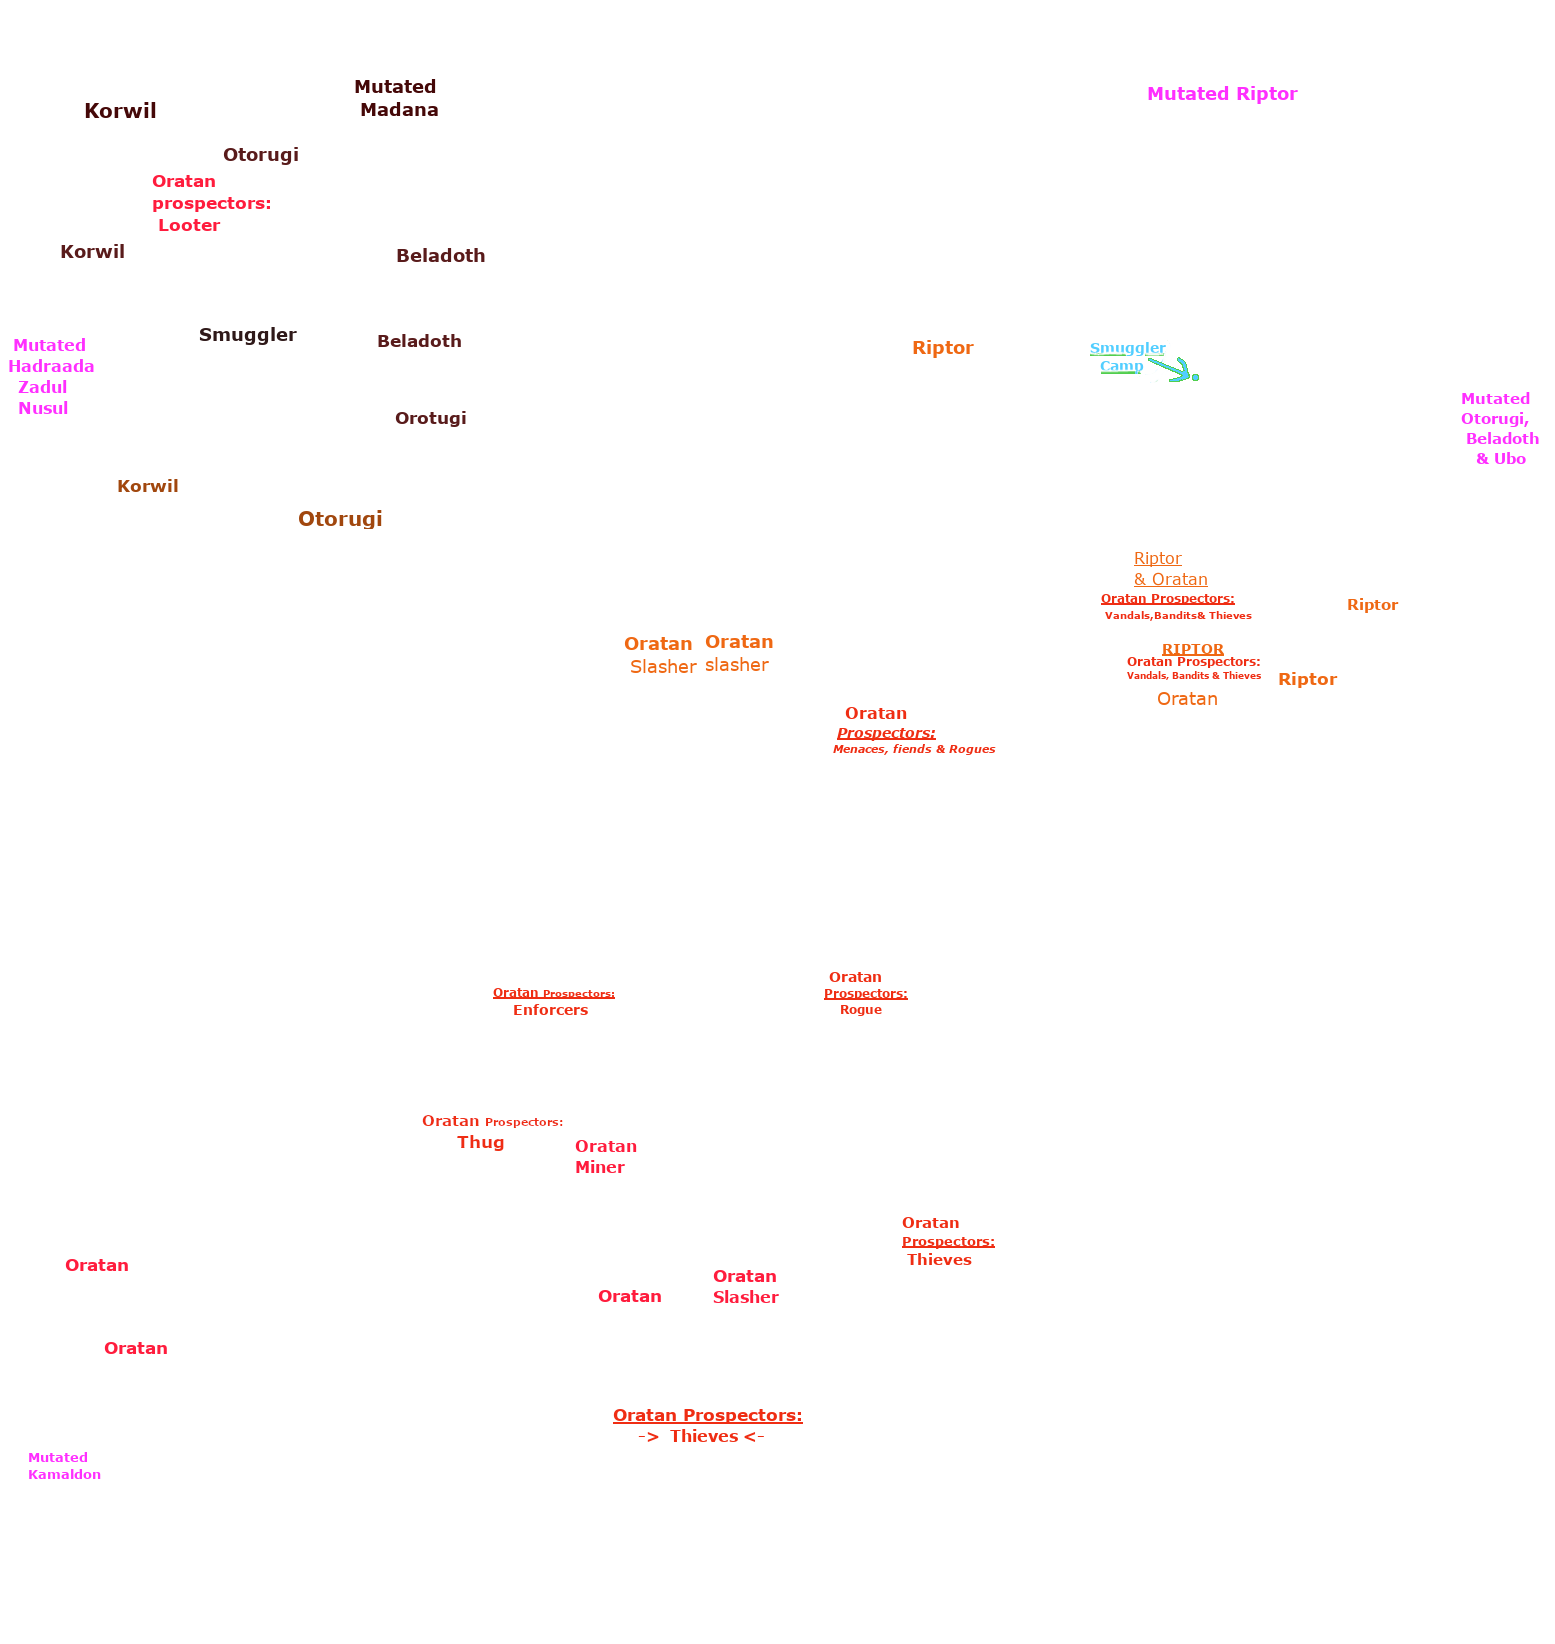 Mutated
Madana
Mutated Riptor
Korwil
Otorugi
Oratan
prospectors:
Looter
Korwil
Beladoth
Smuggler
Beladoth
Mutated
Hadraada
Zadul
Nusul
Riptor
Smuggler
Camp
Mutated
Otorugi,
Beladoth
& Ubo
Orotugi
Korwil
Otorugi
Riptor
& Oratan
Oratan Prospectors:
Vandals,Bandits& Thieves
Riptor
Oratan
Slasher
Oratan
slasher
RIPTOR
Oratan Prospectors:
Vandals, Bandits & Thieves
Oratan
Riptor
Oratan
Prospectors:
Menaces, fiends & Rogues
Oratan Prospectors:
Enforcers
Oratan
Prospectors:
Rogue
Oratan Prospectors:
Thug
Oratan
Miner
Oratan
Prospectors:
Thieves
Oratan
Oratan
Oratan
Slasher
Oratan
Oratan Prospectors:
-> Thieves <-
Mutated
Kamaldon